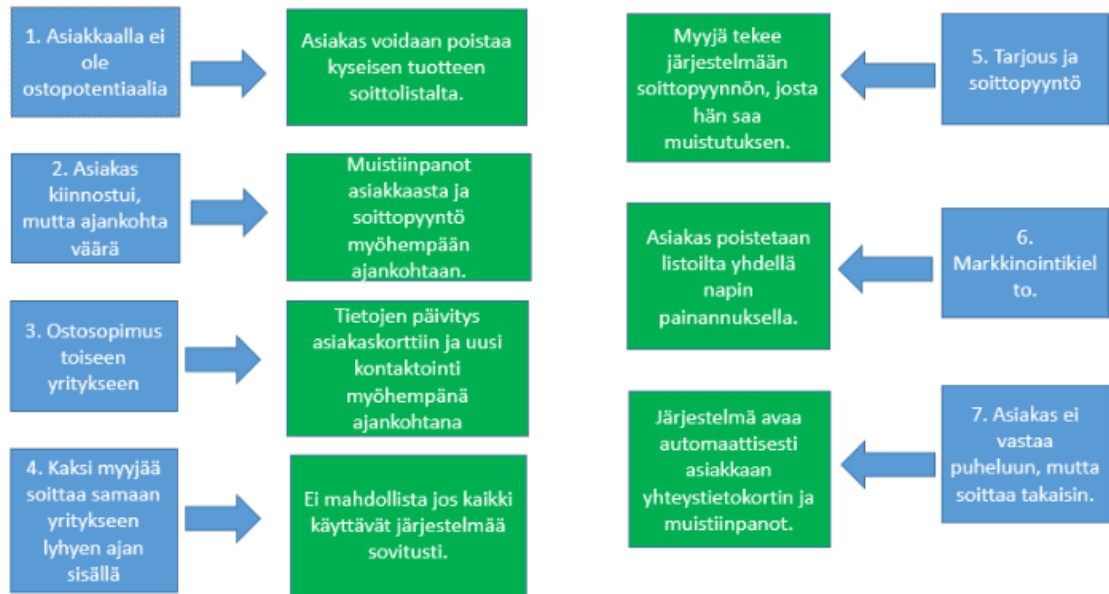 1. Asiakkaalla ei
ole
ostopotentiaalia
Asiakas voidaan poistaa
kyseisen tuotteen
soittolistalta.
2. Asiakas
kiinnostui,
mutta ajankohta
väärä
Muistiinpanot
asiakkaasta ja
soittopyyntö
myöhempään
ajankohtaan.
3. Ostosopimus
toiseen
yritykseen
Tietojen päivitys
asiakaskorttiin ja uusi
kontaktointi
myöhempänä
ajankohtana
4. Kaksi myyjää
soittaa samaan
yritykseen
lyhyen ajan
sisällä
Ei mahdollista jos kaikki
käyttävät järjestelmää
sovitusti.
Myyjä tekee
järjestelmään
soittopyynnön, josta
hän saa
muistutuksen.
5. Tarjous ja
soittopyyntö
Asiakas poistetaan
listoilta yhdellä
napin
painannuksella.
6.
Markkinointikiel
to.
Järjestelmä avaa
automaattisesti
asiakkaan
yhteystietokortin ja
muistiinpanot.
7. Asiakas ei
vastaa
puheluun, mutta
soittaa takaisin.